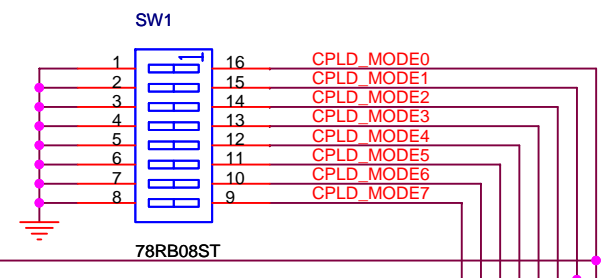 SW1
1 16 CPLD_MODE0
2 15 CPLD_MODE1
3 14 CPLD_MODE2
4 13 CPLD_MODE3
5 12 CPLD_MODE4
6 11 CPLD_MODE5
7 10 CPLD_MODE6
8 9 CPLD_MODE7
78RB08ST